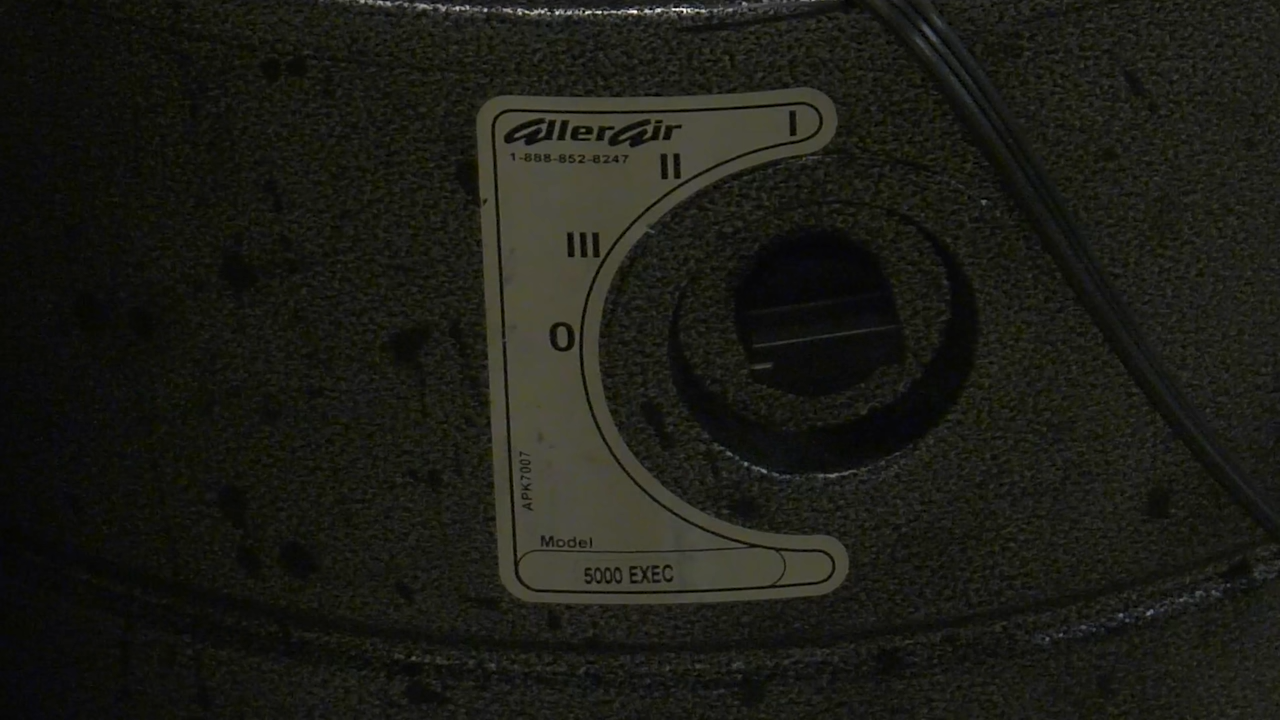 AllerAir
1-888-852-8247
I
II
III
0
APK7007
Model
5000 EXEC